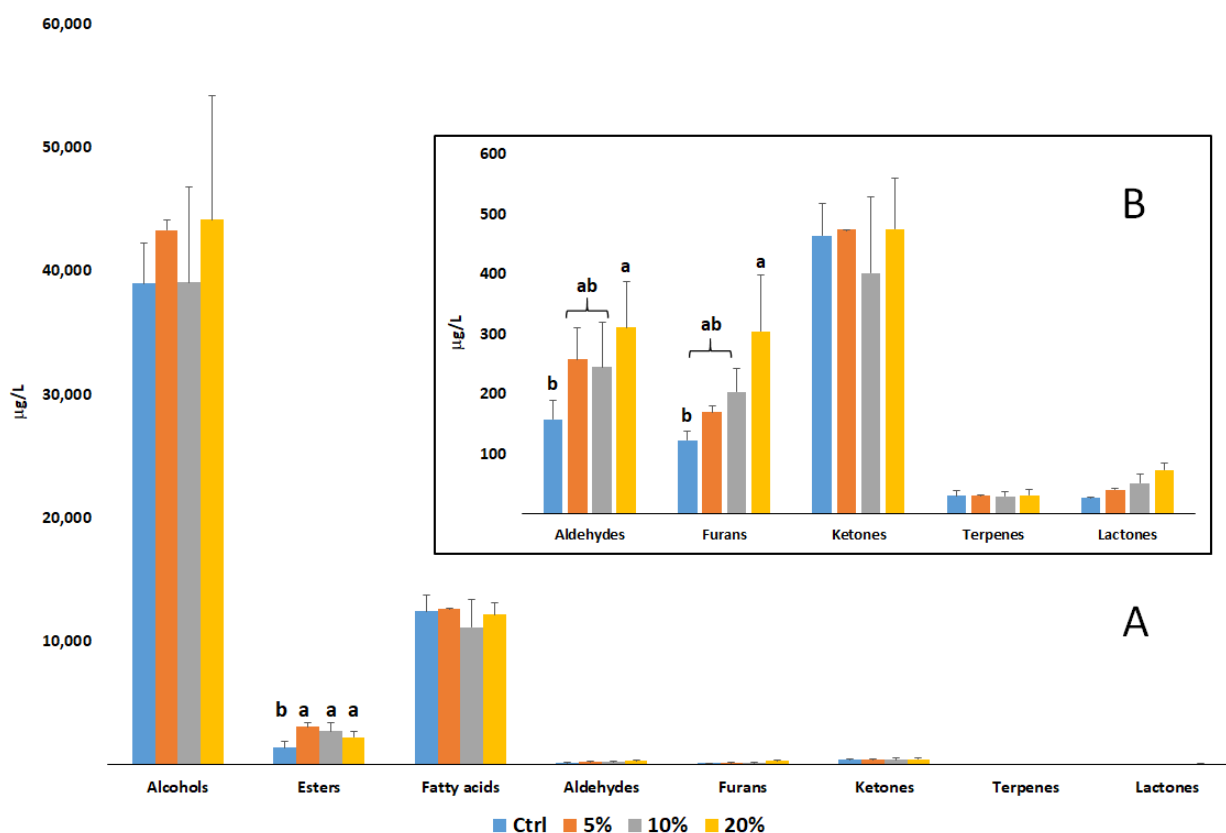 60,000
50,000
40,000
30,000
20,000
10,000
µg/L
b a a a
Alcohols Esters Fatty acids Aldehydes Furans Ketones Terpenes Lactones
A
600
500
400
300
200
100
µg/L
B
b ab a b ab a
Aldehydes Furans Ketones Terpenes Lactones
Ctrl 5% 10% 20%